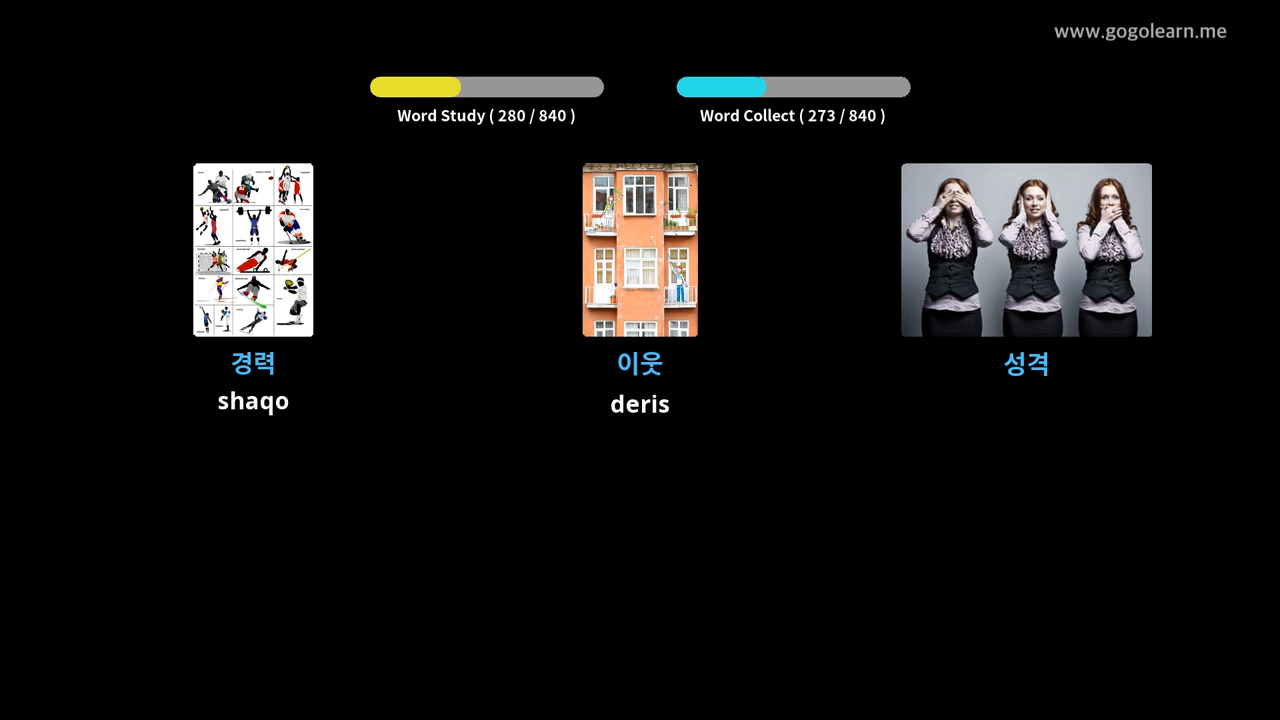 www.gogolearn.me
Word Study ( 280 / 840 )
Word Collect ( 273 / 840 )
경력
이웃
성격
shaqo
deris